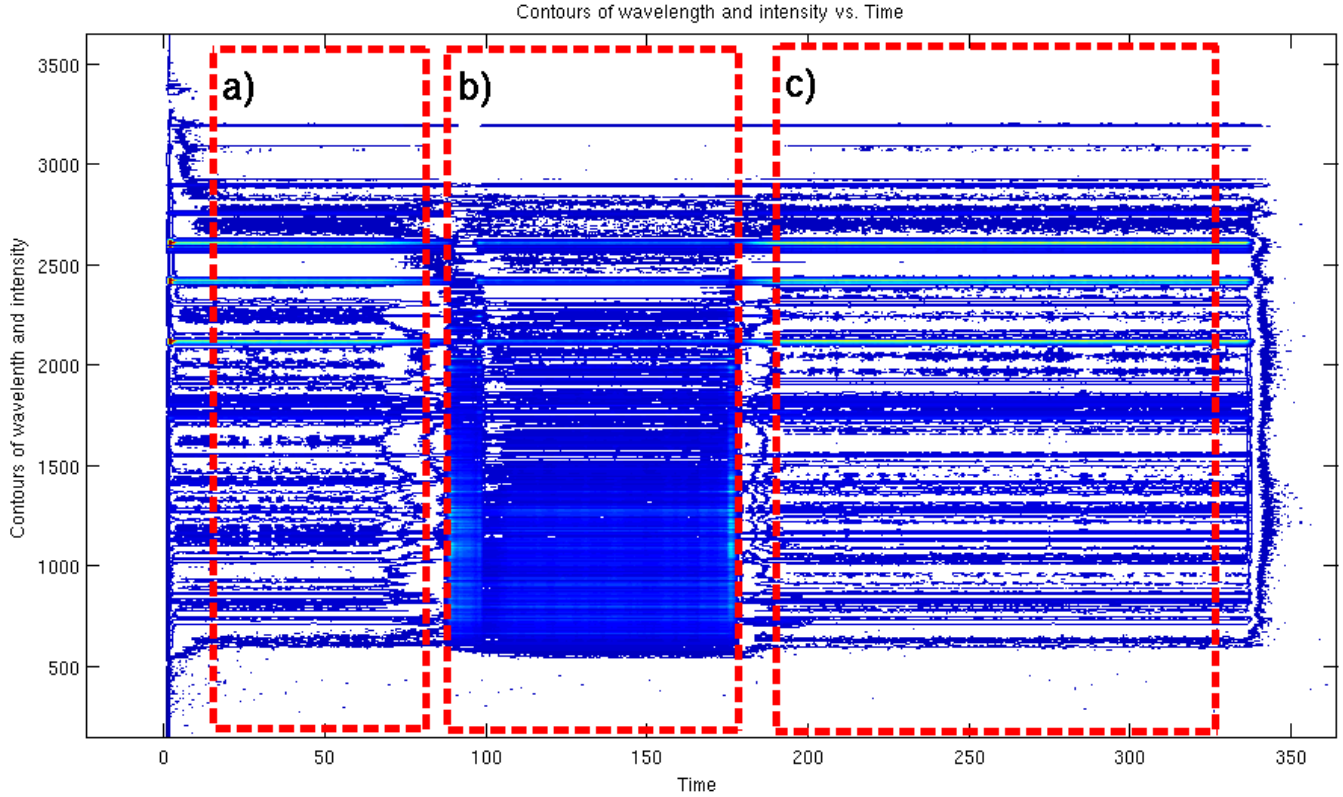 Contours of wavelength and intensity vs. Time
a)
b)
c)
Contours of wavelenth and intensity
3500
3000
2500
2000
1500
1000
500
0
50
100
150
200
250
300
350
Time